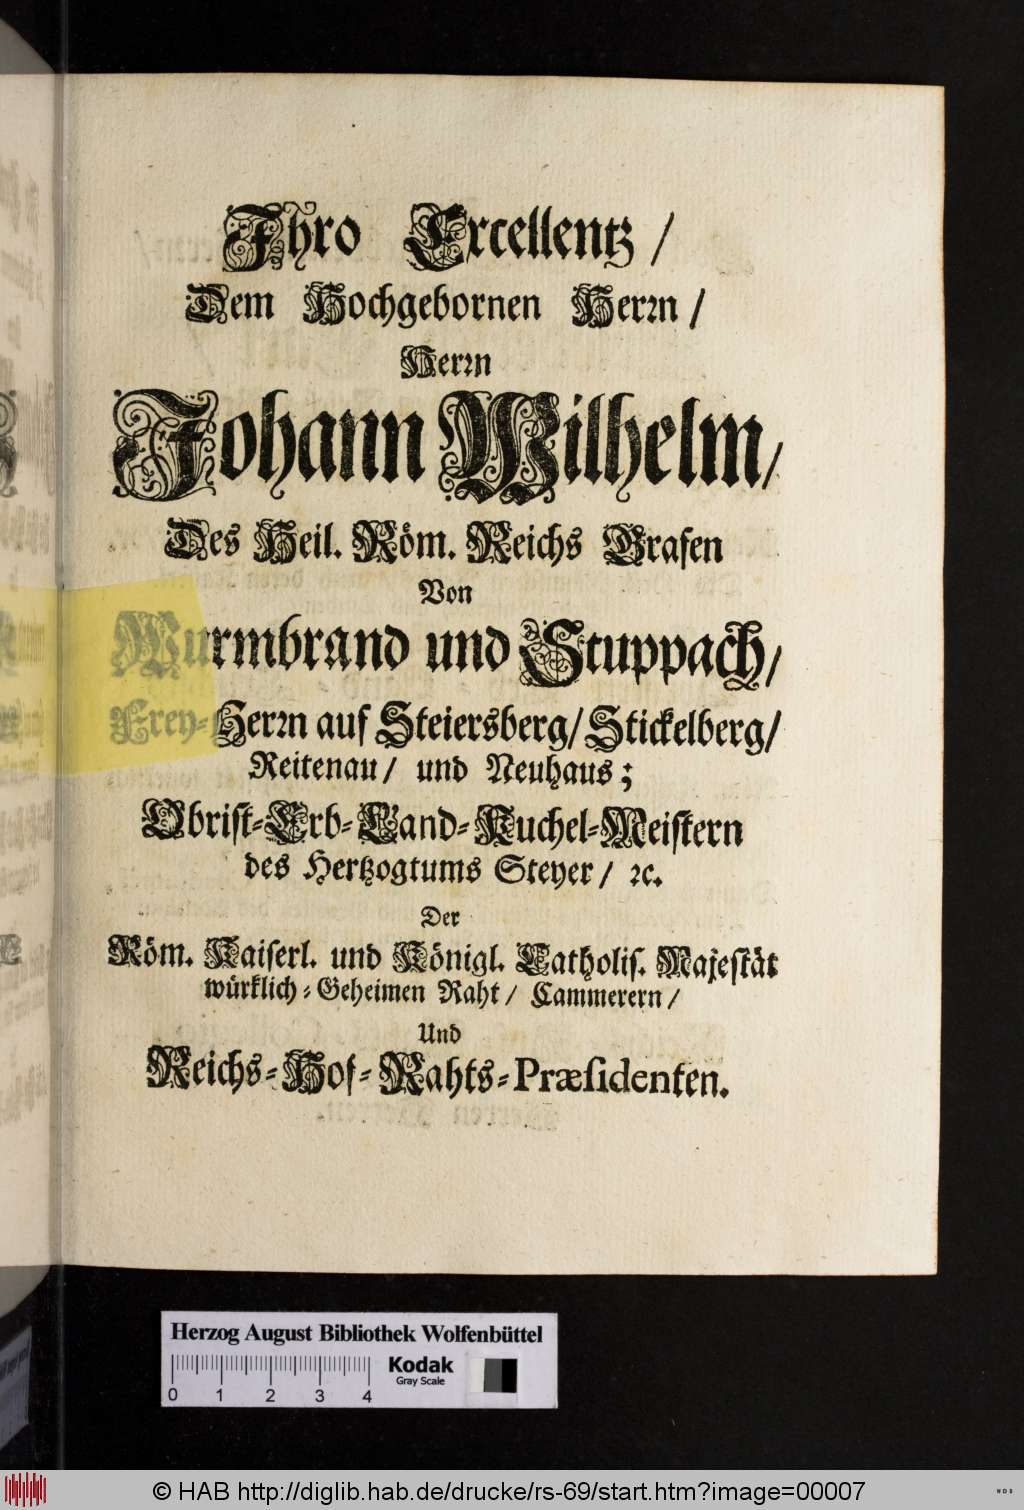 Ihro Excellentz /
Dem Hochgebornen Herrn /
Herrn
Johann Wilhelm /
Des Heil. Röm. Reichs Grafen
Von
Wurmbrand und Stuppach /
Frey-Herrn auf Steiersberg / Stickelberg /
Reitenau / und Neuhaus;
Obrist-Erb-Land-Kuchel-Meistern
des Hertzogtums Steyer / ꝛc.
Der
Röm. Kaiserl. und Königl. Catholis. Majestät
würklich-Geheimen Raht / Cammerern /
Und
Reichs-Hof-Rahts-Præsidenten.
Herzog August Bibliothek Wolfenbüttel
Kodak
Gray Scale
0 1 2 3 4
© HAB http://diglib.hab.de/drucke/rs-69/start.htm?image=00007
WDB